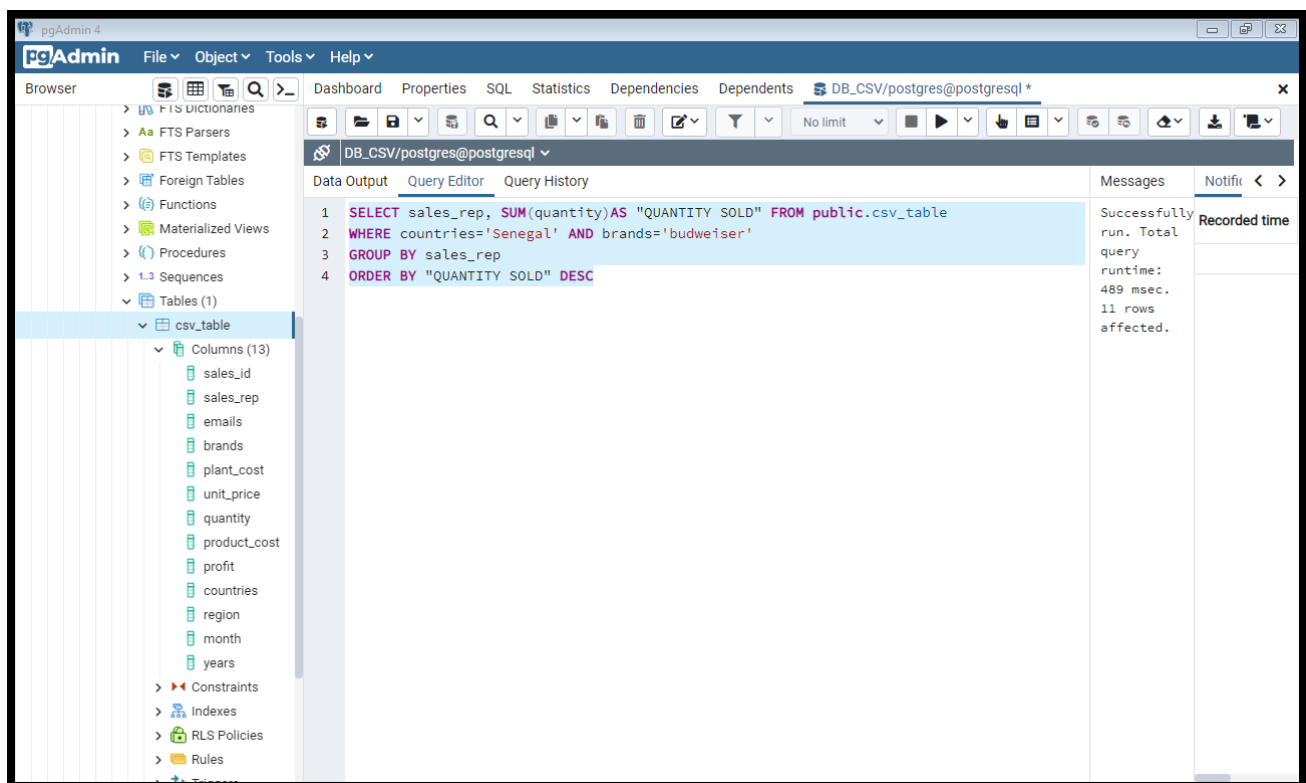 pgAdmin 4
pgAdmin File Object Tools Help
Browser
Dashboard Properties SQL Statistics Dependencies Dependents DB_CSV/postgres@postgresql *
No limit
DB_CSV/postgres@postgresql
FTS Dictionaries
Aa FTS Parsers
FTS Templates
Foreign Tables
Functions
Materialized Views
Procedures
1..3 Sequences
Tables (1)
csv_table
Columns (13)
sales_id
sales_rep
emails
brands
plant_cost
unit_price
quantity
product_cost
profit
countries
region
month
years
Constraints
Indexes
RLS Policies
Rules
Triggers
Data Output Query Editor Query History
1 SELECT sales_rep, SUM(quantity)AS "QUANTITY SOLD" FROM public.csv_table
2 WHERE countries='Senegal' AND brands='budweiser'
3 GROUP BY sales_rep
4 ORDER BY "QUANTITY SOLD" DESC
Messages
Successfully
run. Total
query
runtime:
489 msec.
11 rows
affected.
Notific
Recorded time